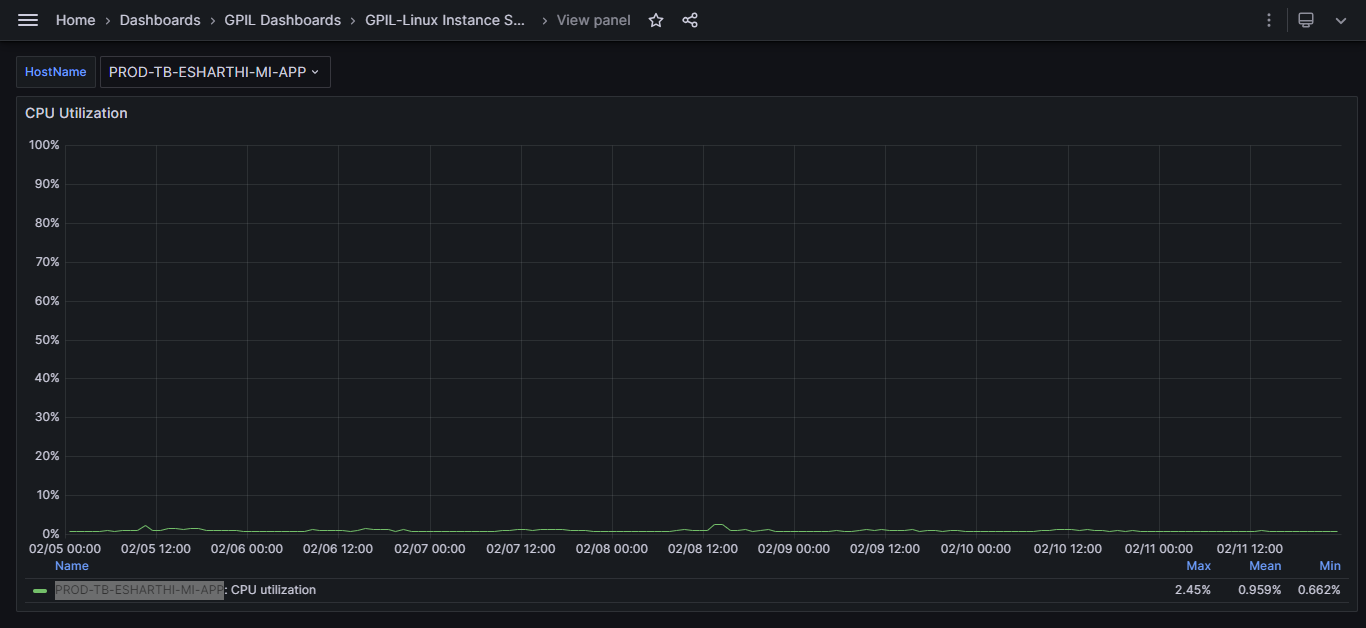 Home › Dashboards › GPIL Dashboards › GPIL-Linux Instance S... › View panel
HostName PROD-TB-ESHARTHI-MI-APP
CPU Utilization
100%
90%
80%
70%
60%
50%
40%
30%
20%
10%
0%
02/05 00:00 02/05 12:00 02/06 00:00 02/06 12:00 02/07 00:00 02/07 12:00 02/08 00:00 02/08 12:00 02/09 00:00 02/09 12:00 02/10 00:00 02/10 12:00 02/11 00:00 02/11 12:00
Name Max Mean Min
PROD-TB-ESHARTHI-MI-APP: CPU utilization 2.45% 0.959% 0.662%